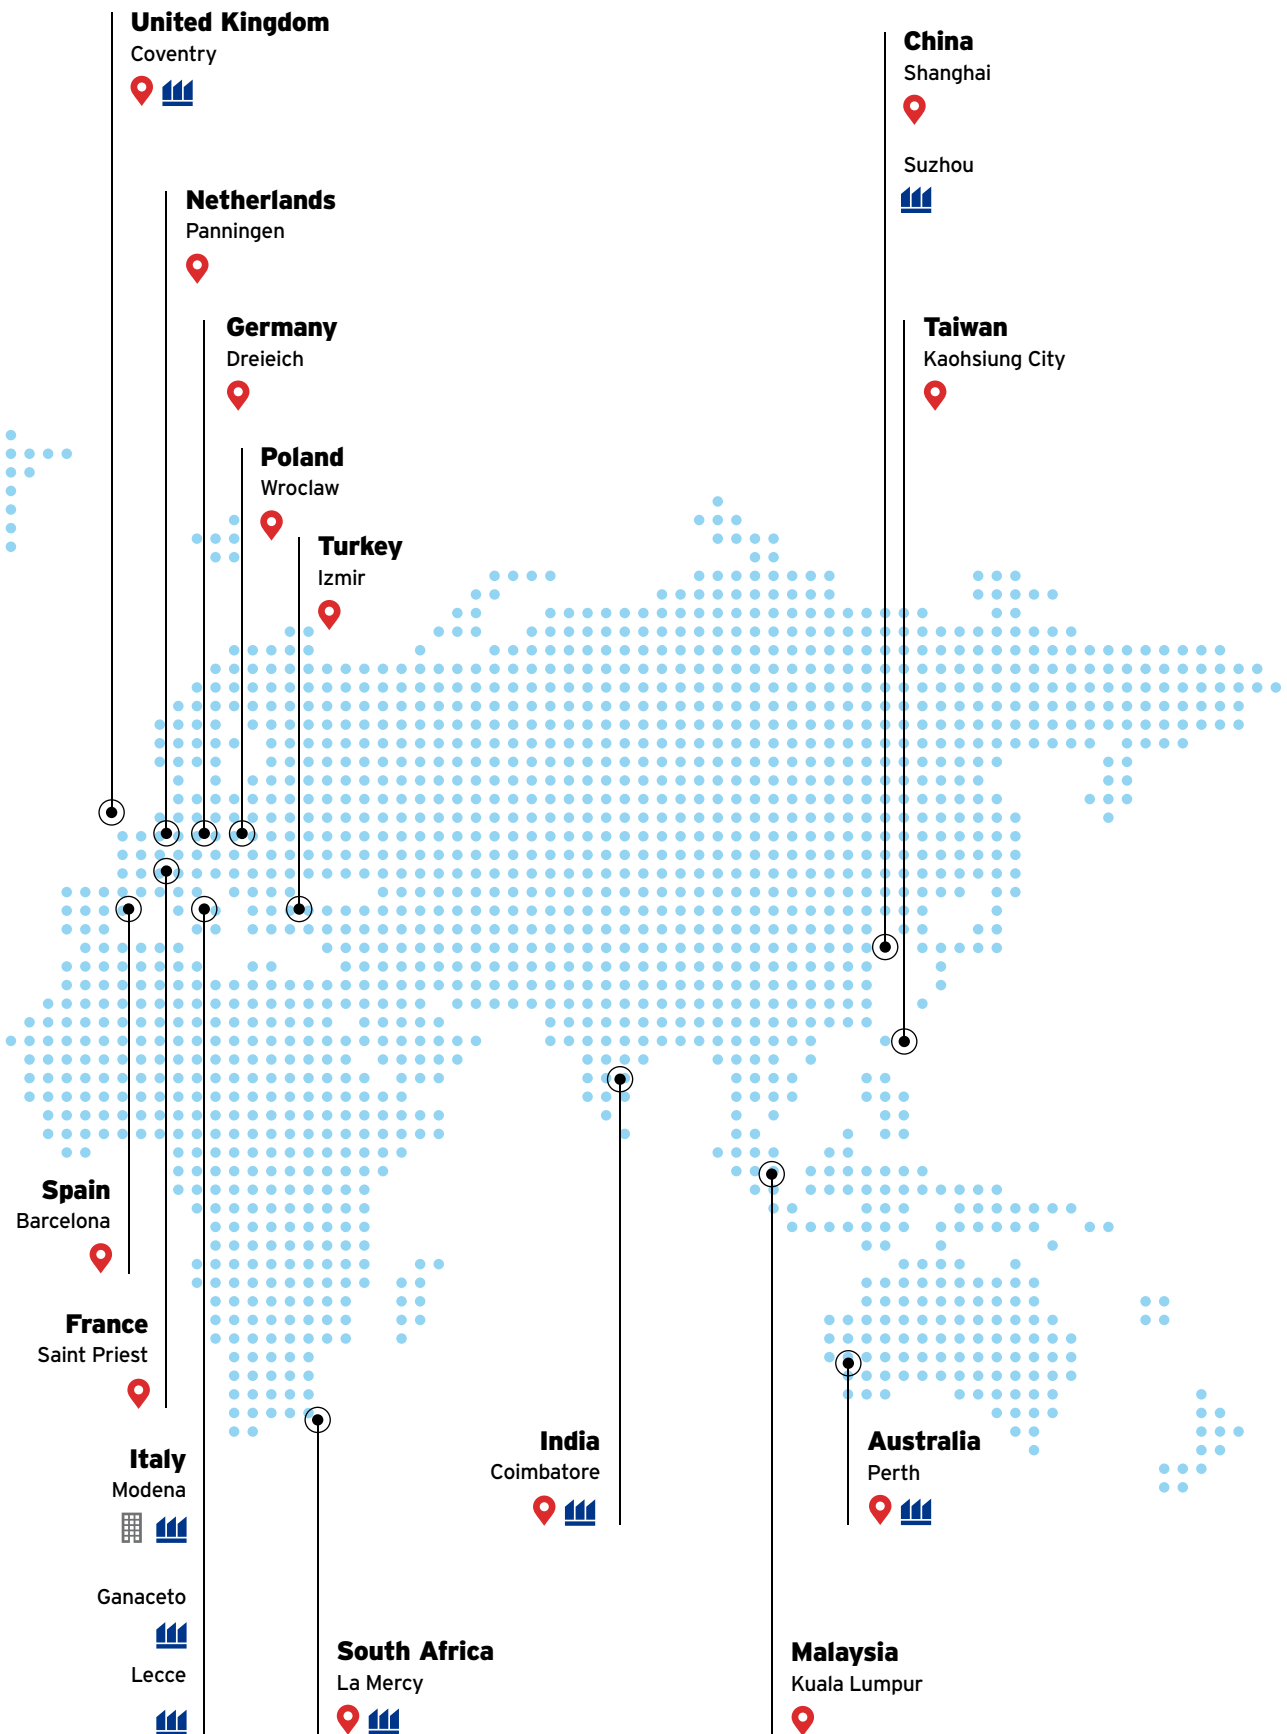 United Kingdom
Coventry
China
Shanghai
Suzhou
Netherlands
Panningen
Germany
Dreieich
Taiwan
Kaohsiung City
Poland
Wroclaw
Turkey
Izmir
Spain
Barcelona
France
Saint Priest
Italy
Modena
Ganaceto
Lecce
India
Coimbatore
Australia
Perth
South Africa
La Mercy
Malaysia
Kuala Lumpur